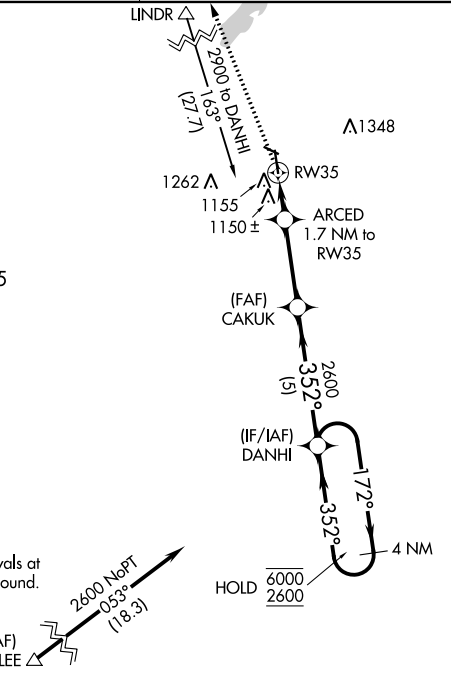 LINDR
2900 to DANHI
163°
(27.7)
1348
RW35
1262
1155
1150 ±
ARCED
1.7 NM to
RW35
5
(FAF)
CAKUK
2600
352°
(5)
(IF/IAF)
DANHI
172°
352°
4 NM
HOLD
6000
2600
vals at
ound.
2600 NoPT
053°
(18.3)
AF)
LEE